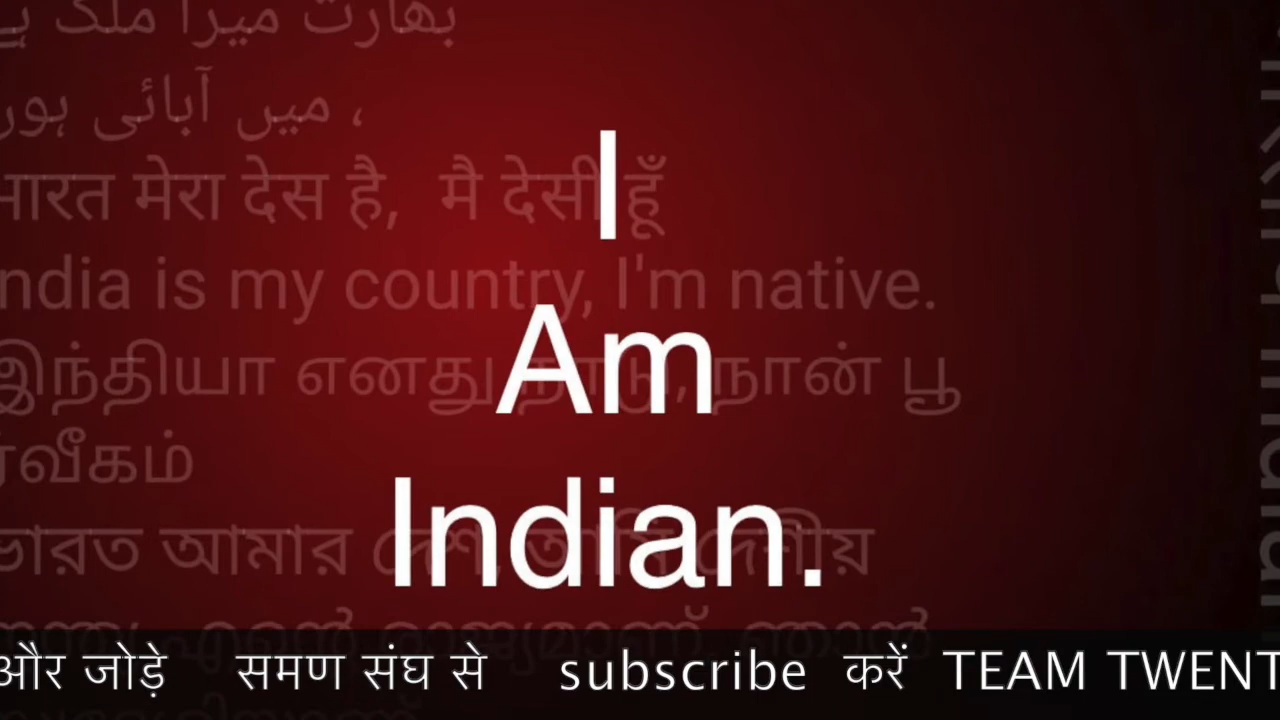 بھارت میرا ملک ہے
، میں آبائی ہوں
भारत मेरा देस है, मै देसी हूँ
India is my country, I'm native.
இந்தியா எனது நாடு, நான் பூ
ர்வீகம்
ভারত আমার দেশ, আমি দেশীয়
I
Am
Indian.
और जोड़े समण संघ से subscribe करें TEAM TWENT